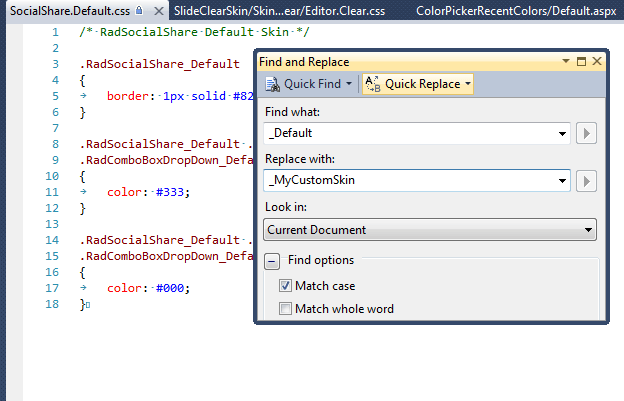 SocialShare.Default.css SlideClearSkin/Skin...ear/Editor.Clear.css ColorPickerRecentColors/Default.aspx
1 /* RadSocialShare Default Skin */
2
3 .RadSocialShare_Default
4 {
5 border: 1px solid #82
6 }
7
8 .RadSocialShare_Default .
9 .RadComboBoxDropDown_Defa
10 {
11 color: #333;
12 }
13
14 .RadSocialShare_Default .
15 .RadComboBoxDropDown_Defa
16 {
17 color: #000;
18 }
Find and Replace
Quick Find Quick Replace
Find what:
_Default
Replace with:
_MyCustomSkin
Look in:
Current Document
Find options
Match case
Match whole word